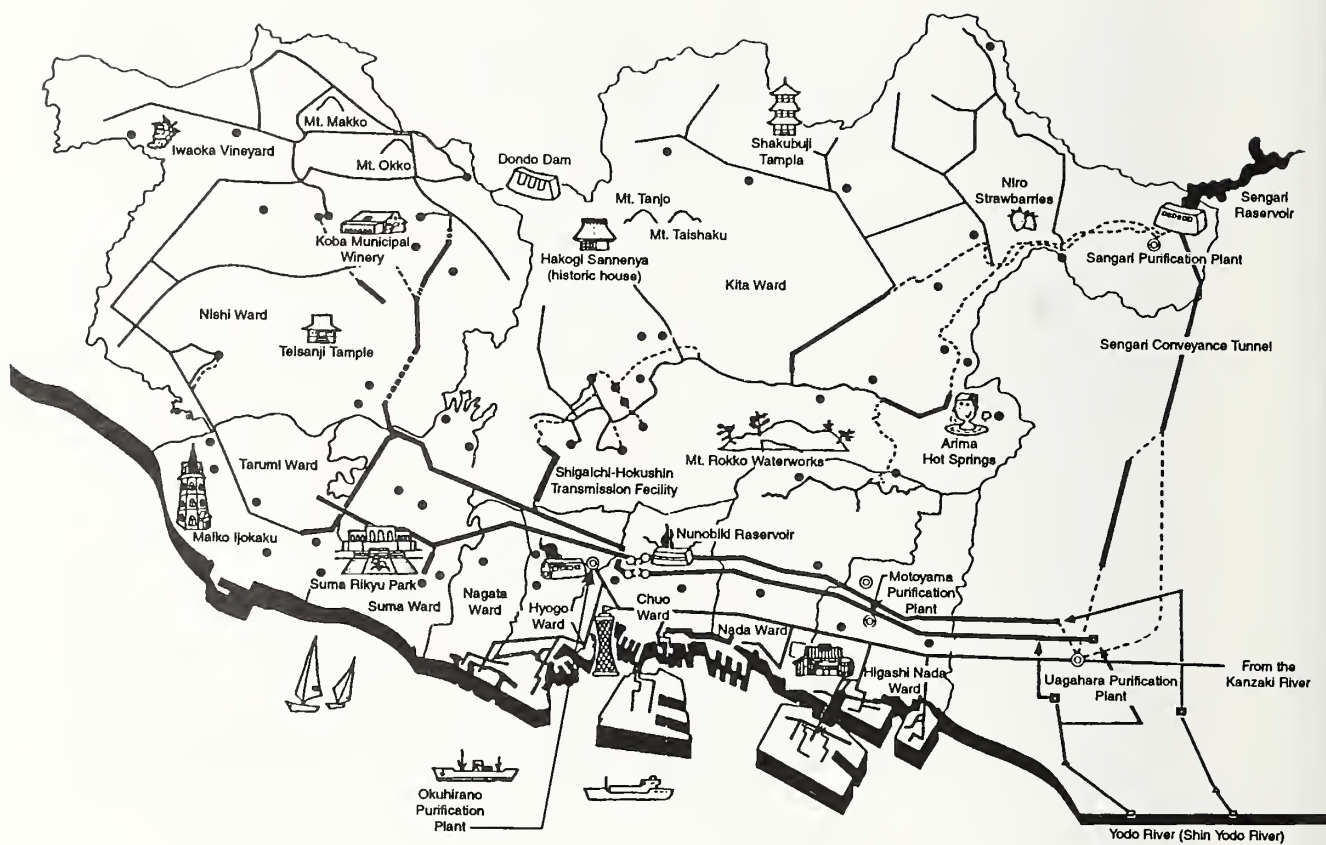 Mt. Makko
Iwaoka Vineyard
Mt. Okko
Dondo Dam
Shakubuji
Tampla
Niro
Strawbarries
Sengari
Raservoir
Mt. Tanjo
Mt. Taishaku
Koba Municipal
Winery
Hakogi Sannenya
(historic house)
Sangari Purification Plant
Kita Ward
Nishi Ward
Telsanji Tample
Sengari Conveyance Tunnel
Arima
Hot Springs
Tarumi Ward
Shigaichi-Hokushin
Transmission Fecility
Mt. Rokko Waterworks
Maiko Ijokaku
Nunobiki Raservoir
Suma Rikyu Park
Suma Ward
Nagata
Ward
Hyogo
Ward
Chuo
Ward
Motoyama
Purification
Plant
Nada Ward
Higashi Nada
Ward
Uagahara Purification
Plant
From the
Kanzaki River
Okuhirano
Purification
Plant
Yodo River (Shin Yodo River)